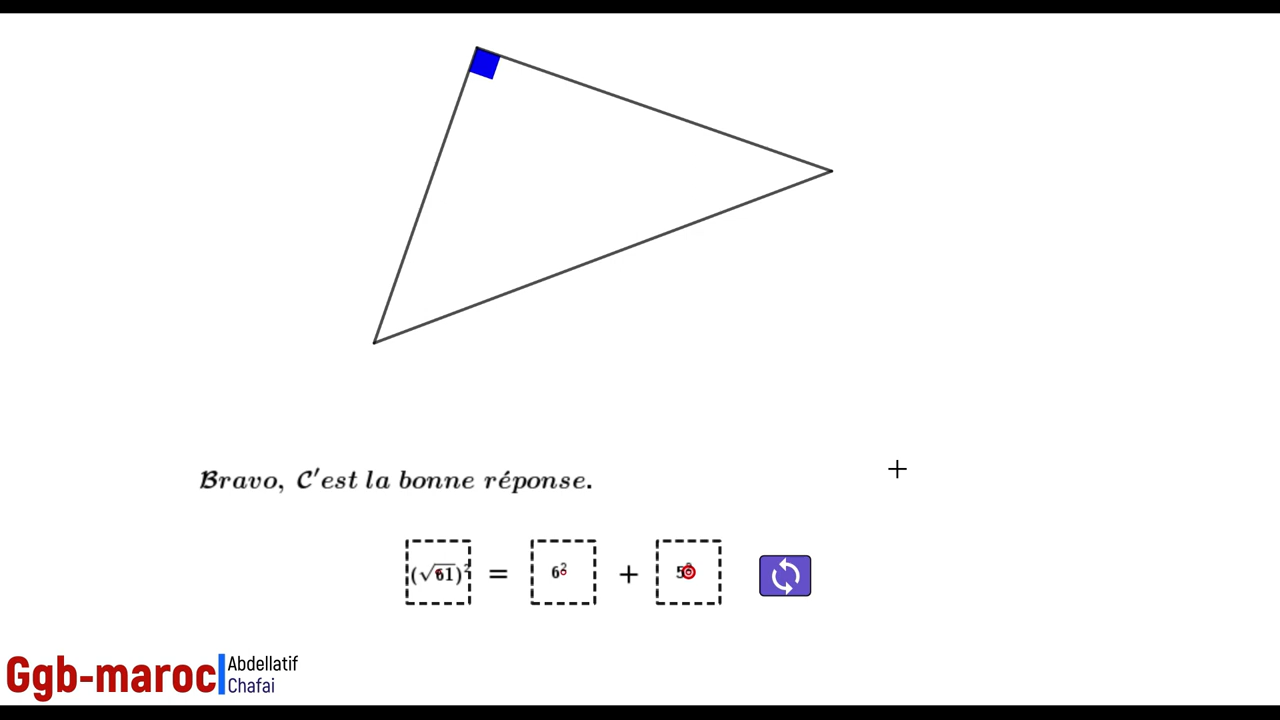 Bravo, C'est la bonne réponse.
(√61)² = 6² + 5²
Ggb-maroc
Abdellatif
Chafai